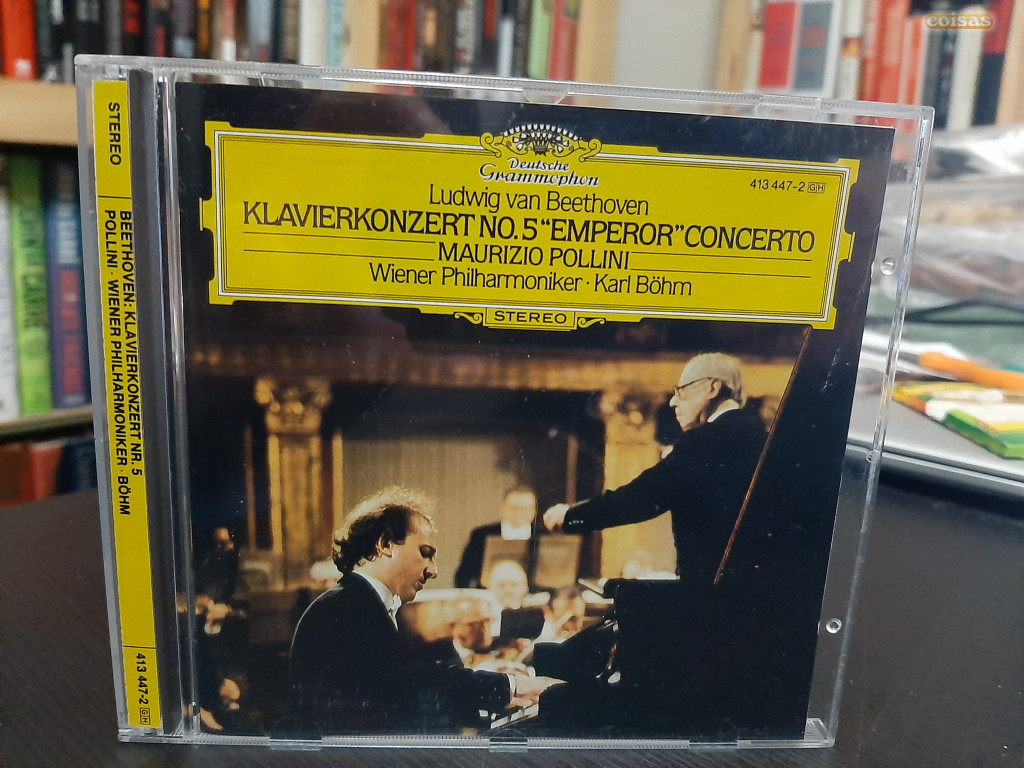 coisas
Deutsche
Grammophon
413 447-2 GH
Ludwig van Beethoven
KLAVIERKONZERT NO. 5 “EMPEROR” CONCERTO
MAURIZIO POLLINI
Wiener Philharmoniker · Karl Böhm
STEREO
STEREO
BEETHOVEN: KLAVIERKONZERT NR. 5
POLLINI · WIENER PHILHARMONIKER · BÖHM
413 447-2 GH